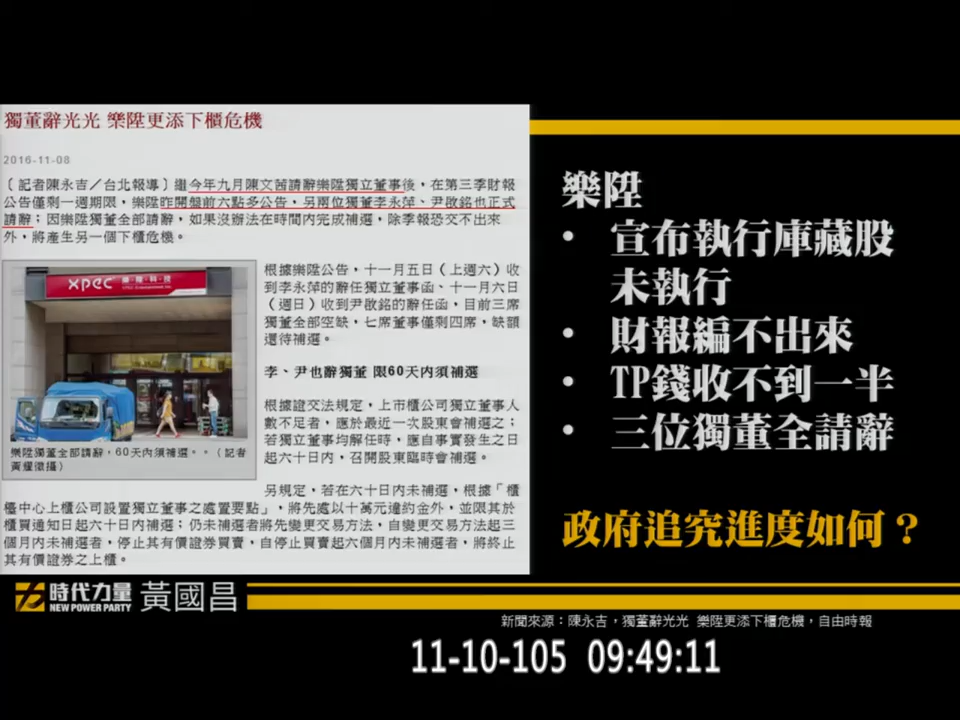 獨董辭光光 樂陞更添下櫃危機
2016-11-08
〔記者陳永吉／台北報導〕繼今年九月陳文茜請辭樂陞獨立董事後，在第三季財報
公告僅剩一週期限，樂陞昨開盤前六點多公告，另兩位獨董李永萍、尹啟銘也正式
請辭；因樂陞獨董全部請辭，如果沒辦法在時間內完成補選，除季報恐交不出來
外，將產生另一個下櫃危機。
根據樂陞公告，十一月五日（上週六）收
到李永萍的辭任獨立董事函、十一月六日
（週日）收到尹啟銘的辭任函，目前三席
獨董全部空缺，七席董事僅剩四席，缺額
還待補選。
李、尹也辭獨董 限60天內須補選
根據證交法規定，上市櫃公司獨立董事人
數不足者，應於最近一次股東會補選之；
若獨立董事均解任時，應自事實發生之日
起六十日內，召開股東臨時會補選。
XPEC 樂陞科技
XPEC Entertainment Inc.
樂陞獨董全部請辭，60天內須補選。。（記者
黃耀徵攝）
另規定，若在六十日內未補選，根據「櫃
檯中心上櫃公司設置獨立董事之處置要點」，將先處以十萬元違約金外，並限其於
櫃買通知日起六十日內補選；仍未補選者將先變更交易方法，自變更交易方法起三
個月內未補選者，停止其有價證券買賣，自停止買賣起六個月內未補選者，將終止
其有價證券之上櫃。
樂陞
• 宣布執行庫藏股
未執行
• 財報編不出來
• TP錢收不到一半
• 三位獨董全請辭
政府追究進度如何？
時代力量
NEW POWER PARTY
黃國昌
新聞來源：陳永吉，獨董辭光光 樂陞更添下櫃危機，自由時報
11-10-105 09:49:11